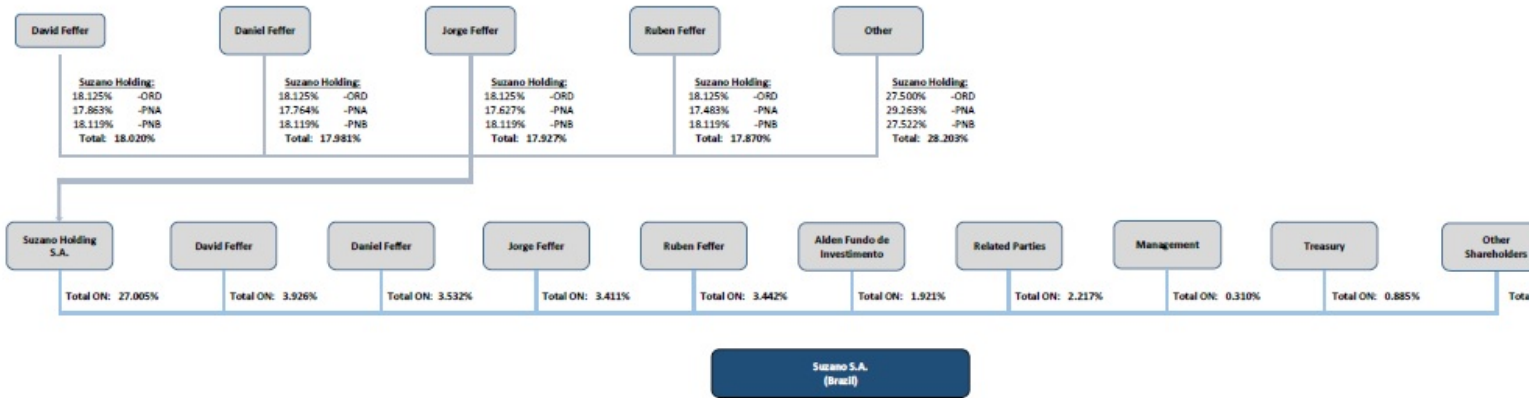 David Feffer
Daniel Feffer
Jorge Feffer
Ruben Feffer
Other
Suzano Holding:
18.125% -ORD
17.863% -PNA
18.119% -PNB
Total: 18.020%
Suzano Holding:
18.125% -ORD
17.764% -PNA
18.119% -PNB
Total: 17.981%
Suzano Holding:
18.125% -ORD
17.627% -PNA
18.119% -PNB
Total: 17.927%
Suzano Holding:
18.125% -ORD
17.483% -PNA
18.119% -PNB
Total: 17.870%
Suzano Holding:
27.500% -ORD
29.263% -PNA
27.522% -PNB
Total: 28.203%
Suzano Holding
S.A.
David Feffer
Daniel Feffer
Jorge Feffer
Ruben Feffer
Alden Fundo de
Investimento
Related Parties
Management
Treasury
Other
Shareholders
Total ON: 27.005%
Total ON: 3.926%
Total ON: 3.532%
Total ON: 3.411%
Total ON: 3.442%
Total ON: 1.921%
Total ON: 2.217%
Total ON: 0.310%
Total ON: 0.885%
Suzano S.A.
(Brazil)